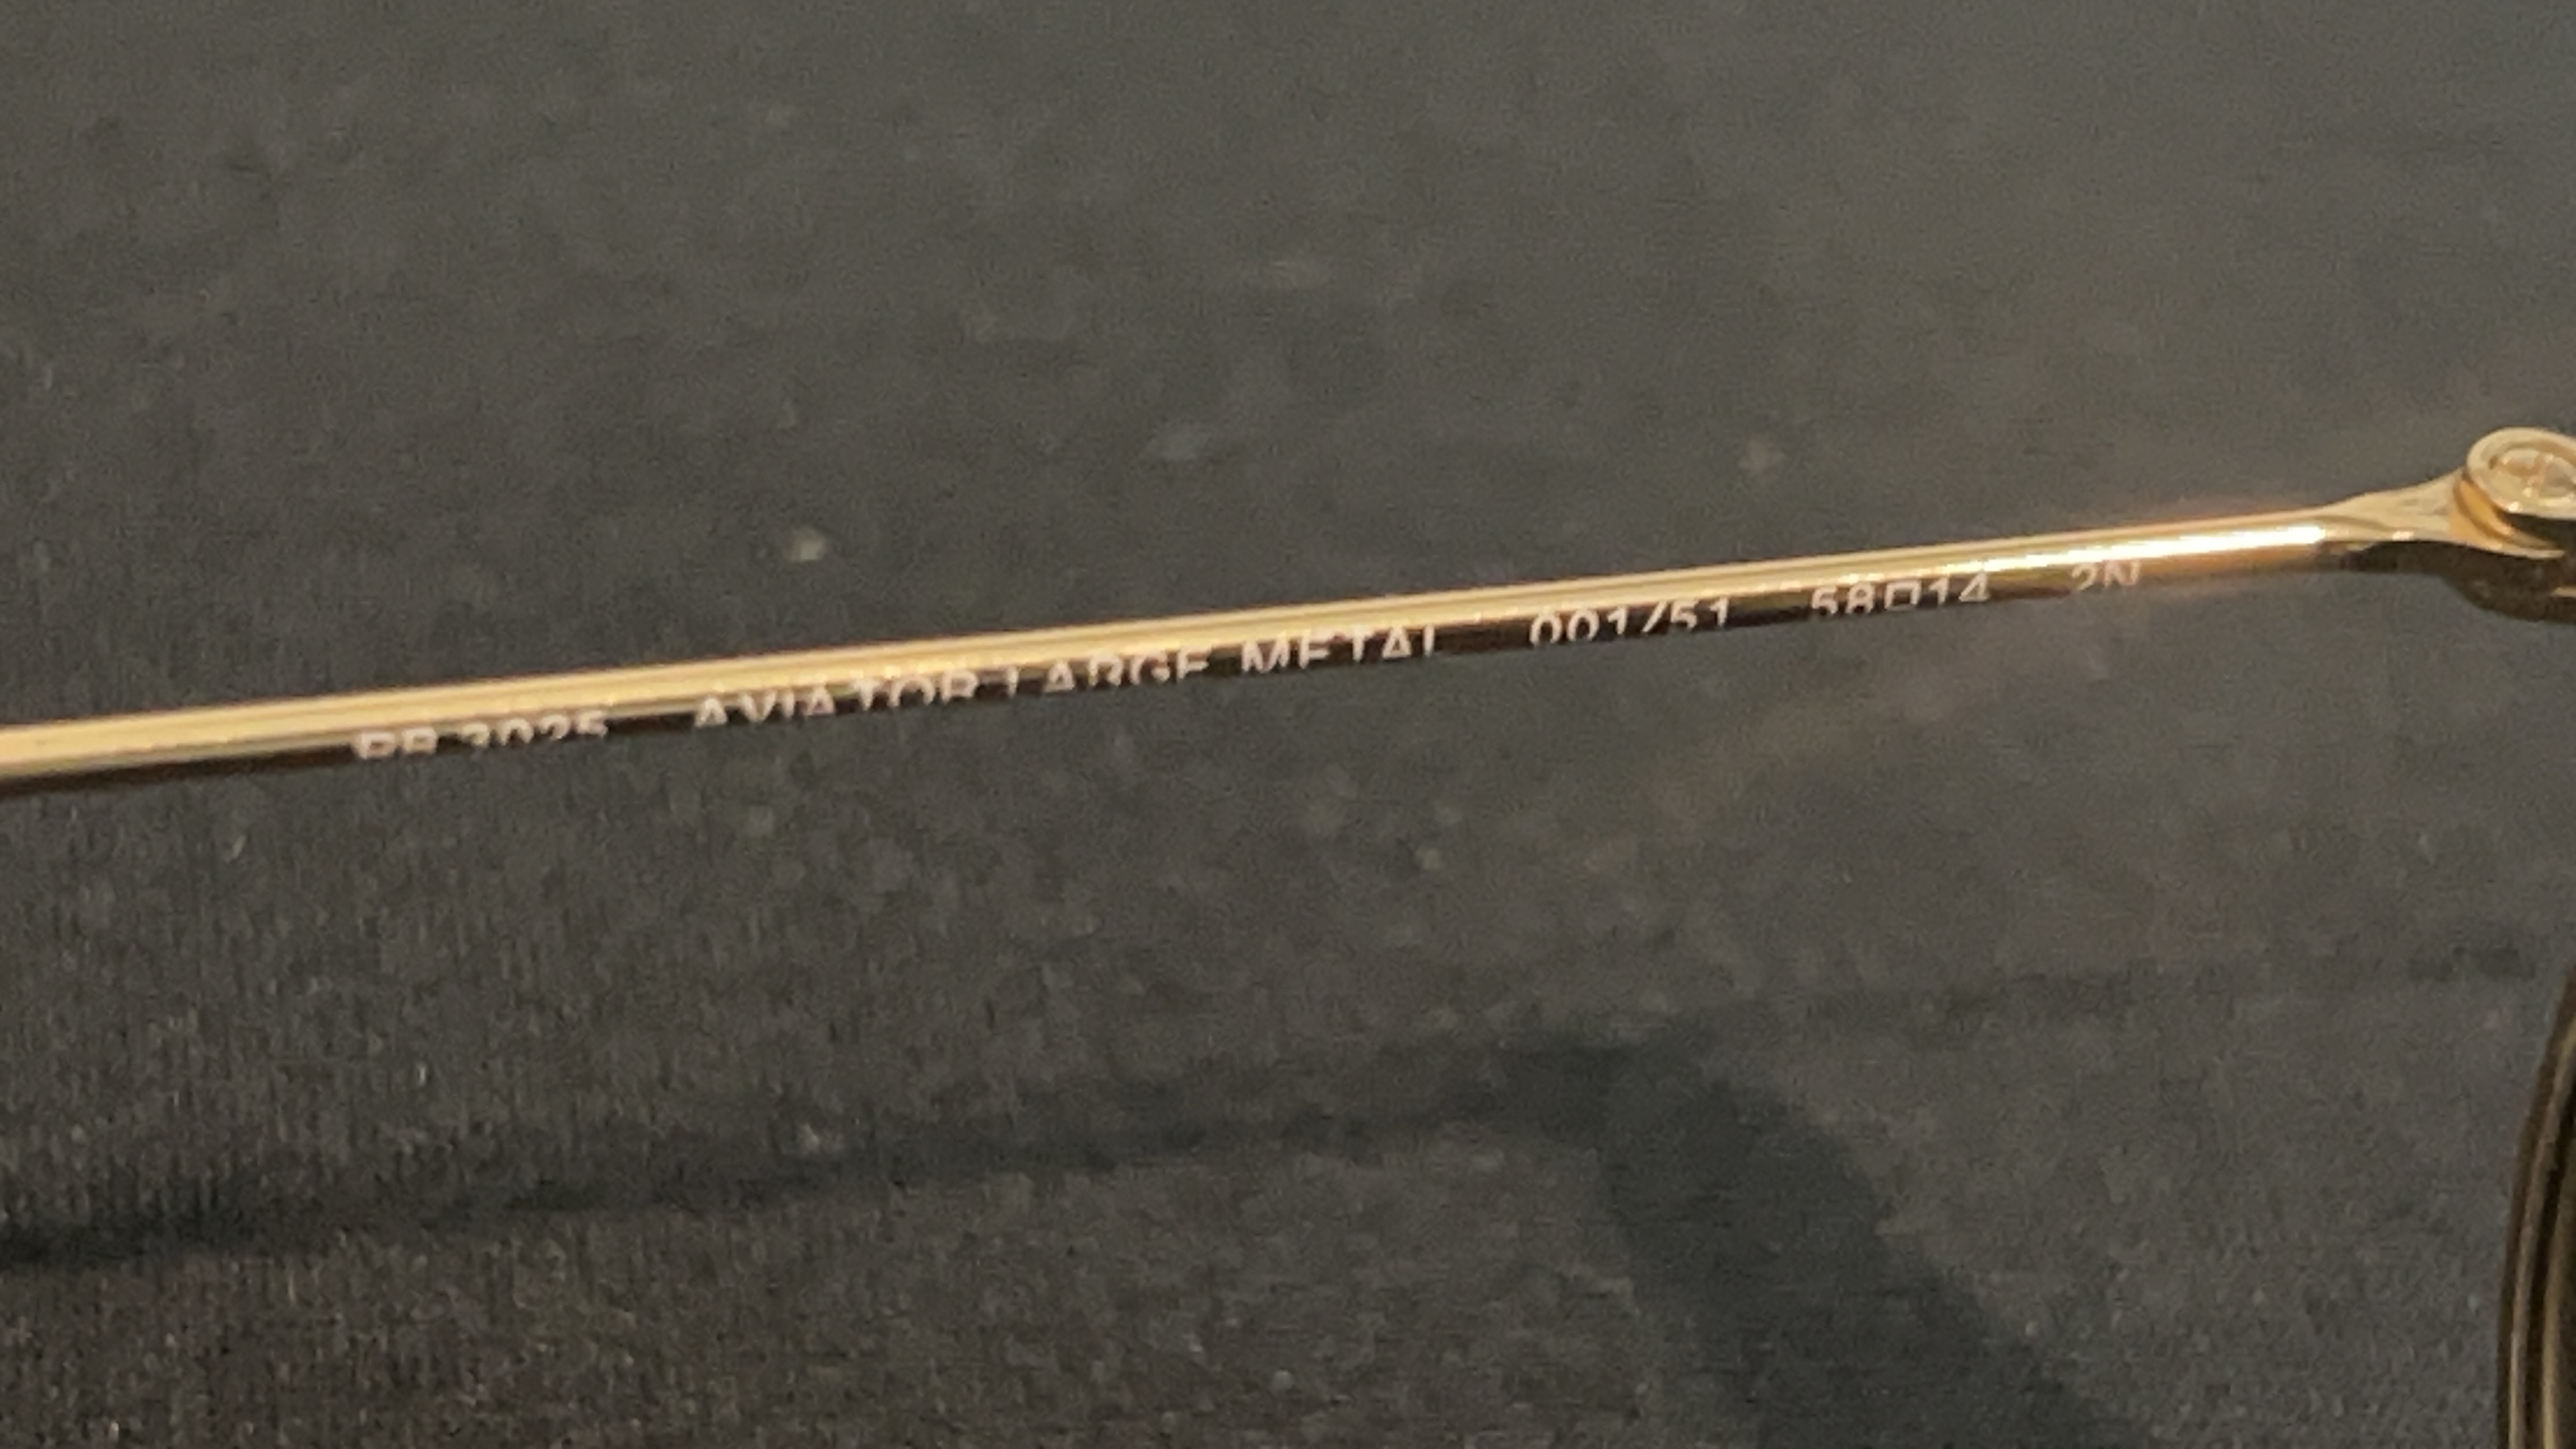 RB 3025 AVIATOR LARGE METAL 001/51 58□14 2N